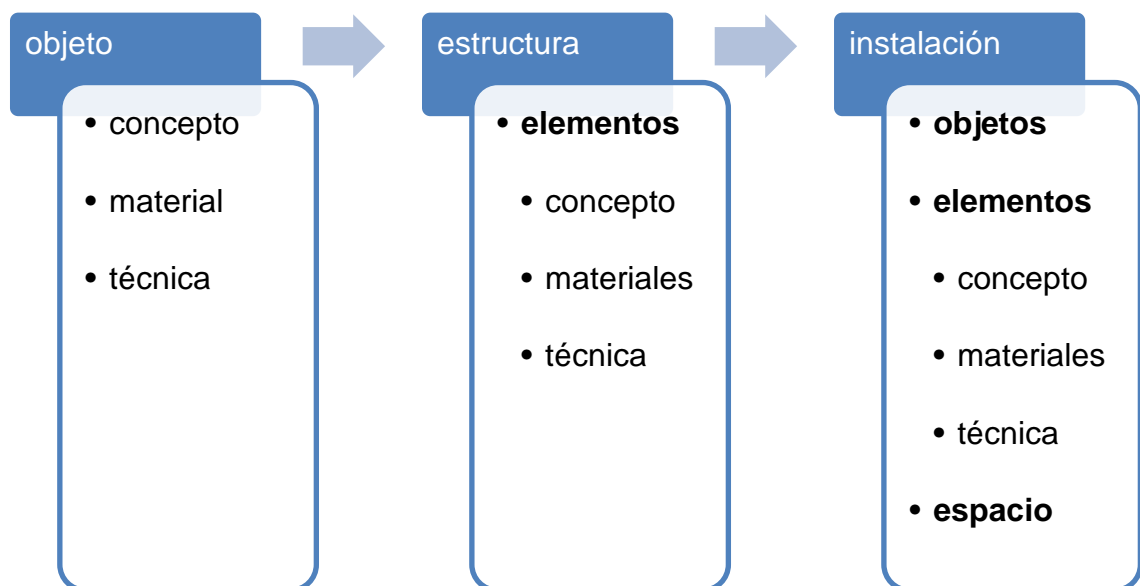 objeto
• concepto
• material
• técnica
estructura
• elementos
• concepto
• materiales
• técnica
instalación
• objetos
• elementos
• concepto
• materiales
• técnica
• espacio